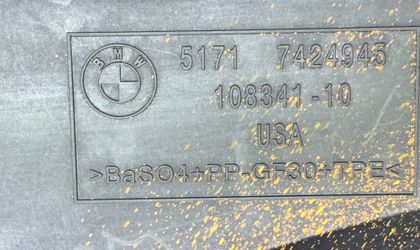 BMW
5171 7424945
108341-10
USA
>BaSO4+PP-GF30+TPE<